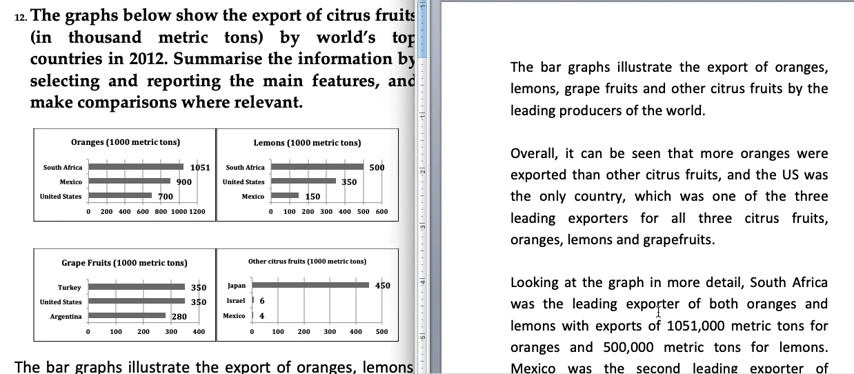 12. The graphs below show the export of citrus fruits
(in thousand metric tons) by world's top
countries in 2012. Summarise the information by
selecting and reporting the main features, and
make comparisons where relevant.
Oranges (1000 metric tons)
South Africa 1051
Mexico 900
United States 700
0 200 400 600 800 1000 1200
Lemons (1000 metric tons)
South Africa 500
United States 350
Mexico 150
0 100 200 300 400 500 600
Grape Fruits (1000 metric tons)
Turkey 350
United States 350
Argentina 280
0 100 200 300 400
Other citrus fruits (1000 metric tons)
Japan 450
Israel 6
Mexico 4
0 100 200 300 400 500
The bar graphs illustrate the export of oranges, lemons
The bar graphs illustrate the export of oranges,
lemons, grape fruits and other citrus fruits by the
leading producers of the world.
Overall, it can be seen that more oranges were
exported than other citrus fruits, and the US was
the only country, which was one of the three
leading exporters for all three citrus fruits,
oranges, lemons and grapefruits.
Looking at the graph in more detail, South Africa
was the leading exporter of both oranges and
lemons with exports of 1051,000 metric tons for
oranges and 500,000 metric tons for lemons.
Mexico was the second leading exporter of